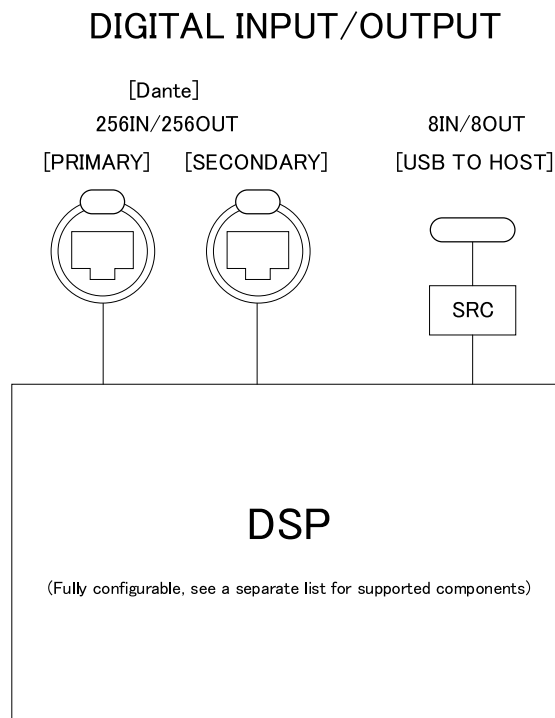 DIGITAL INPUT/OUTPUT
[Dante]
256IN/256OUT
8IN/8OUT
[PRIMARY]
[SECONDARY]
[USB TO HOST]
SRC
DSP
(Fully configurable, see a separate list for supported components)